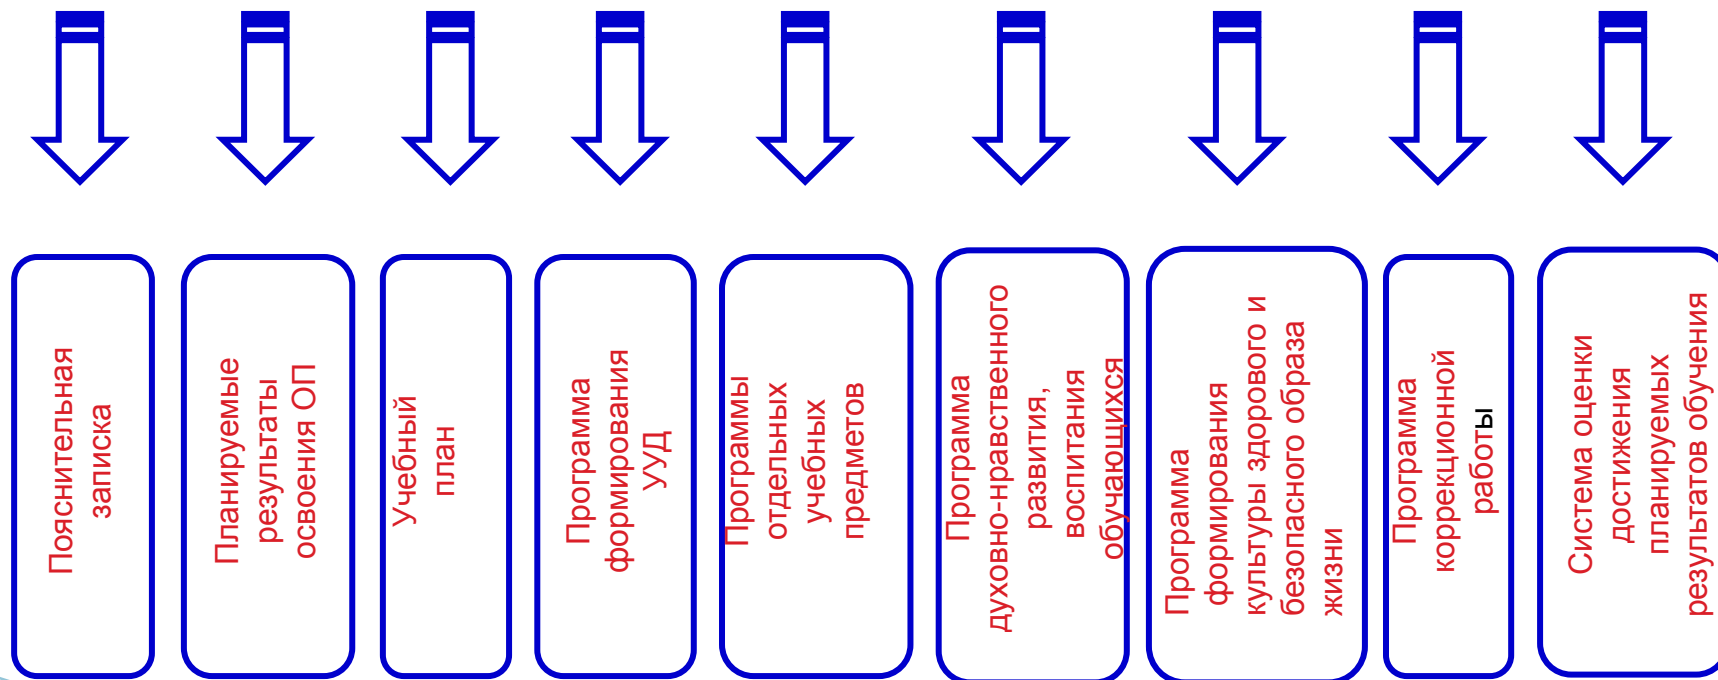 Пояснительная
записка
Планируемые
результаты
освоения ОП
Учебный
план
Программа
формирования
УУД
Программы
отдельных
учебных
предметов
Программа
духовно-нравственного
развития,
воспитания
обучающихся
Программа
формирования
культуры здорового и
безопасного образа
жизни
Программа
коррекционной
работы
Система оценки
достижения
планируемых
результатов обучения